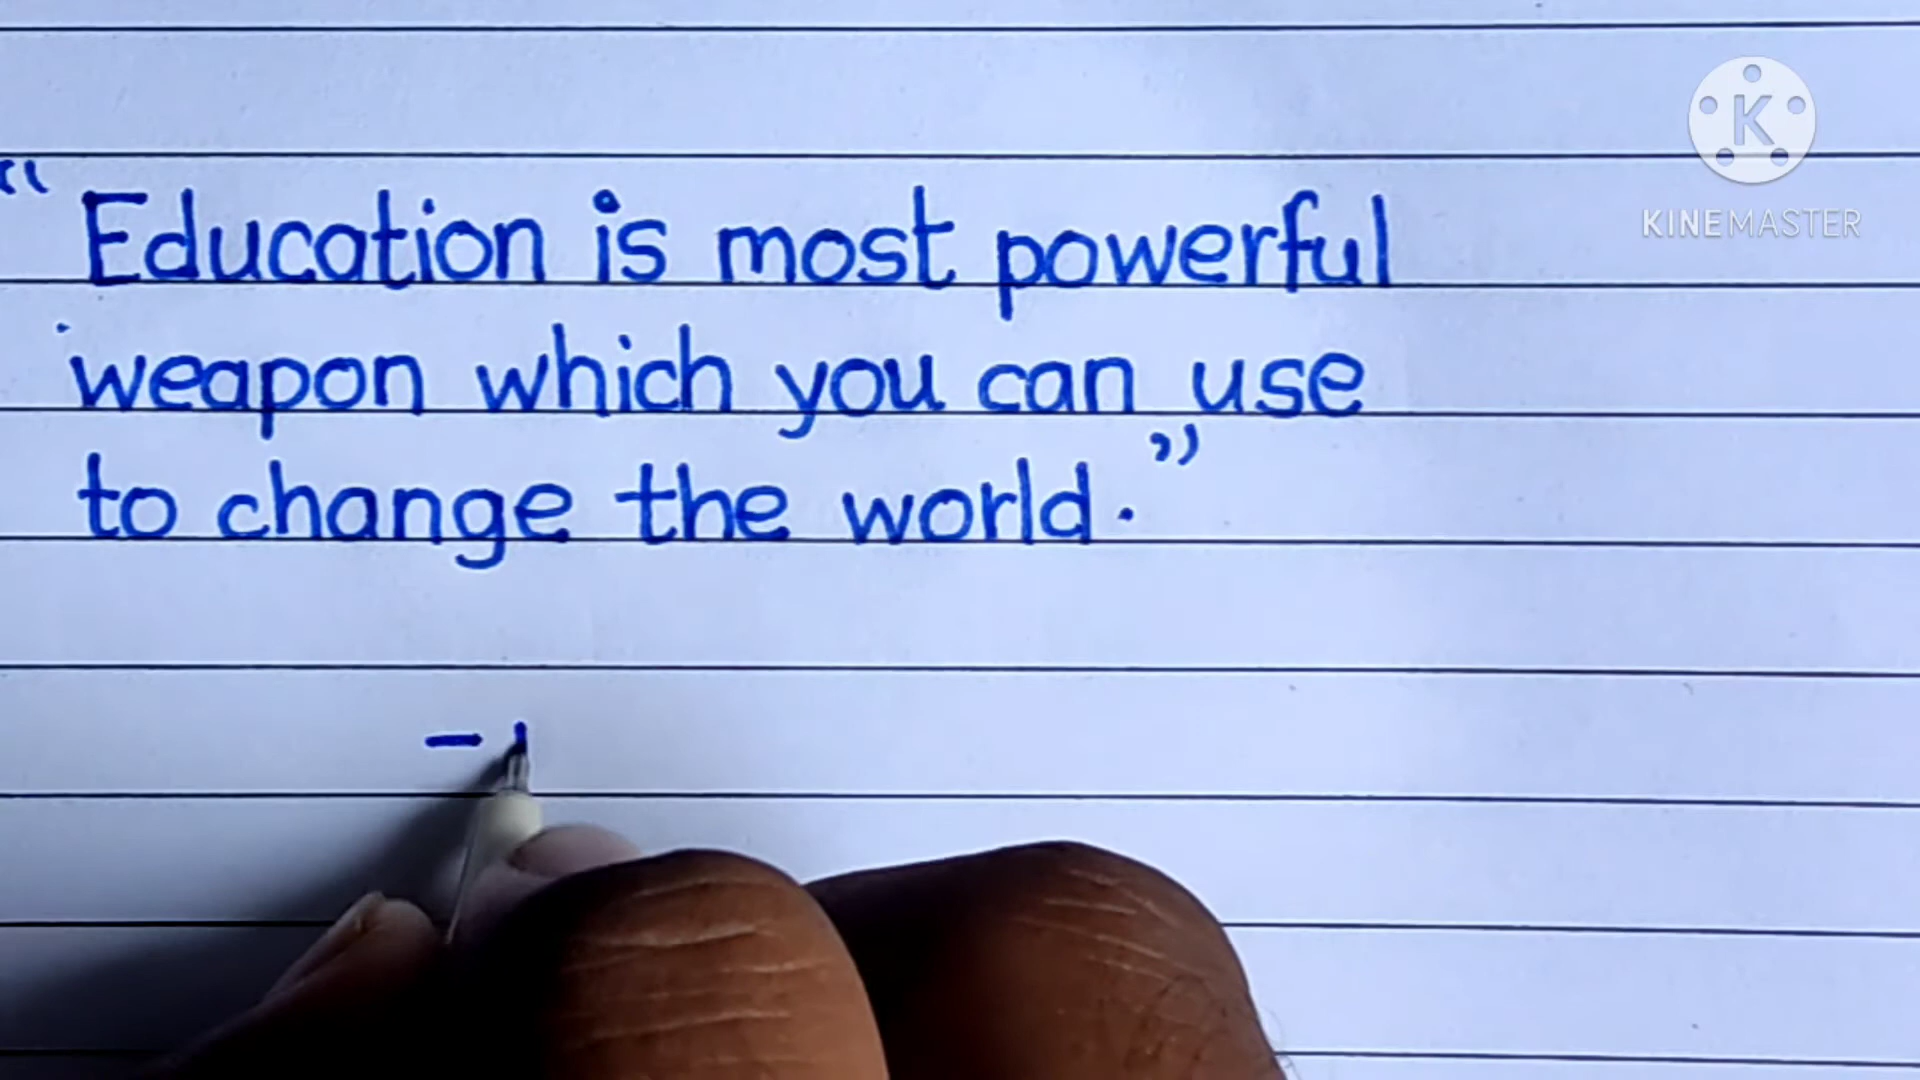 “Education is most powerful
weapon which you can use
to change the world.”
-
K
KINEMASTER